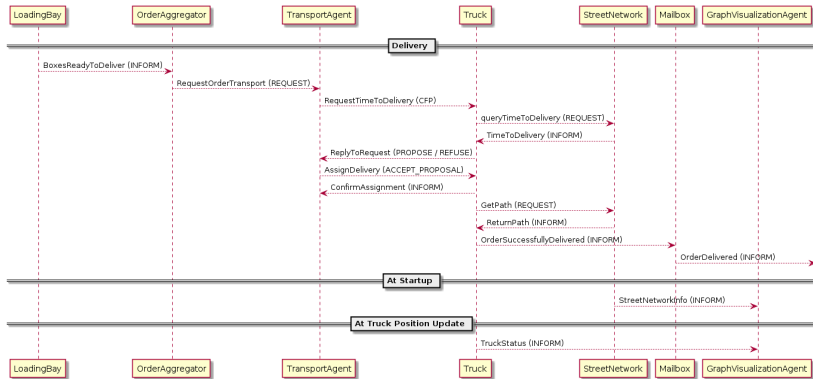 LoadingBay OrderAggregator TransportAgent Truck StreetNetwork Mailbox GraphVisualizationAgent
Delivery
BoxesReadyToDeliver (INFORM)
RequestOrderTransport (REQUEST)
RequestTimeToDelivery (CFP)
queryTimeToDelivery (REQUEST)
TimeToDelivery (INFORM)
ReplyToRequest (PROPOSE / REFUSE)
AssignDelivery (ACCEPT_PROPOSAL)
ConfirmAssignment (INFORM)
GetPath (REQUEST)
ReturnPath (INFORM)
OrderSuccessfullyDelivered (INFORM)
OrderDelivered (INFORM)
At Startup
StreetNetworkInfo (INFORM)
At Truck Position Update
TruckStatus (INFORM)
LoadingBay OrderAggregator TransportAgent Truck StreetNetwork Mailbox GraphVisualizationAgent